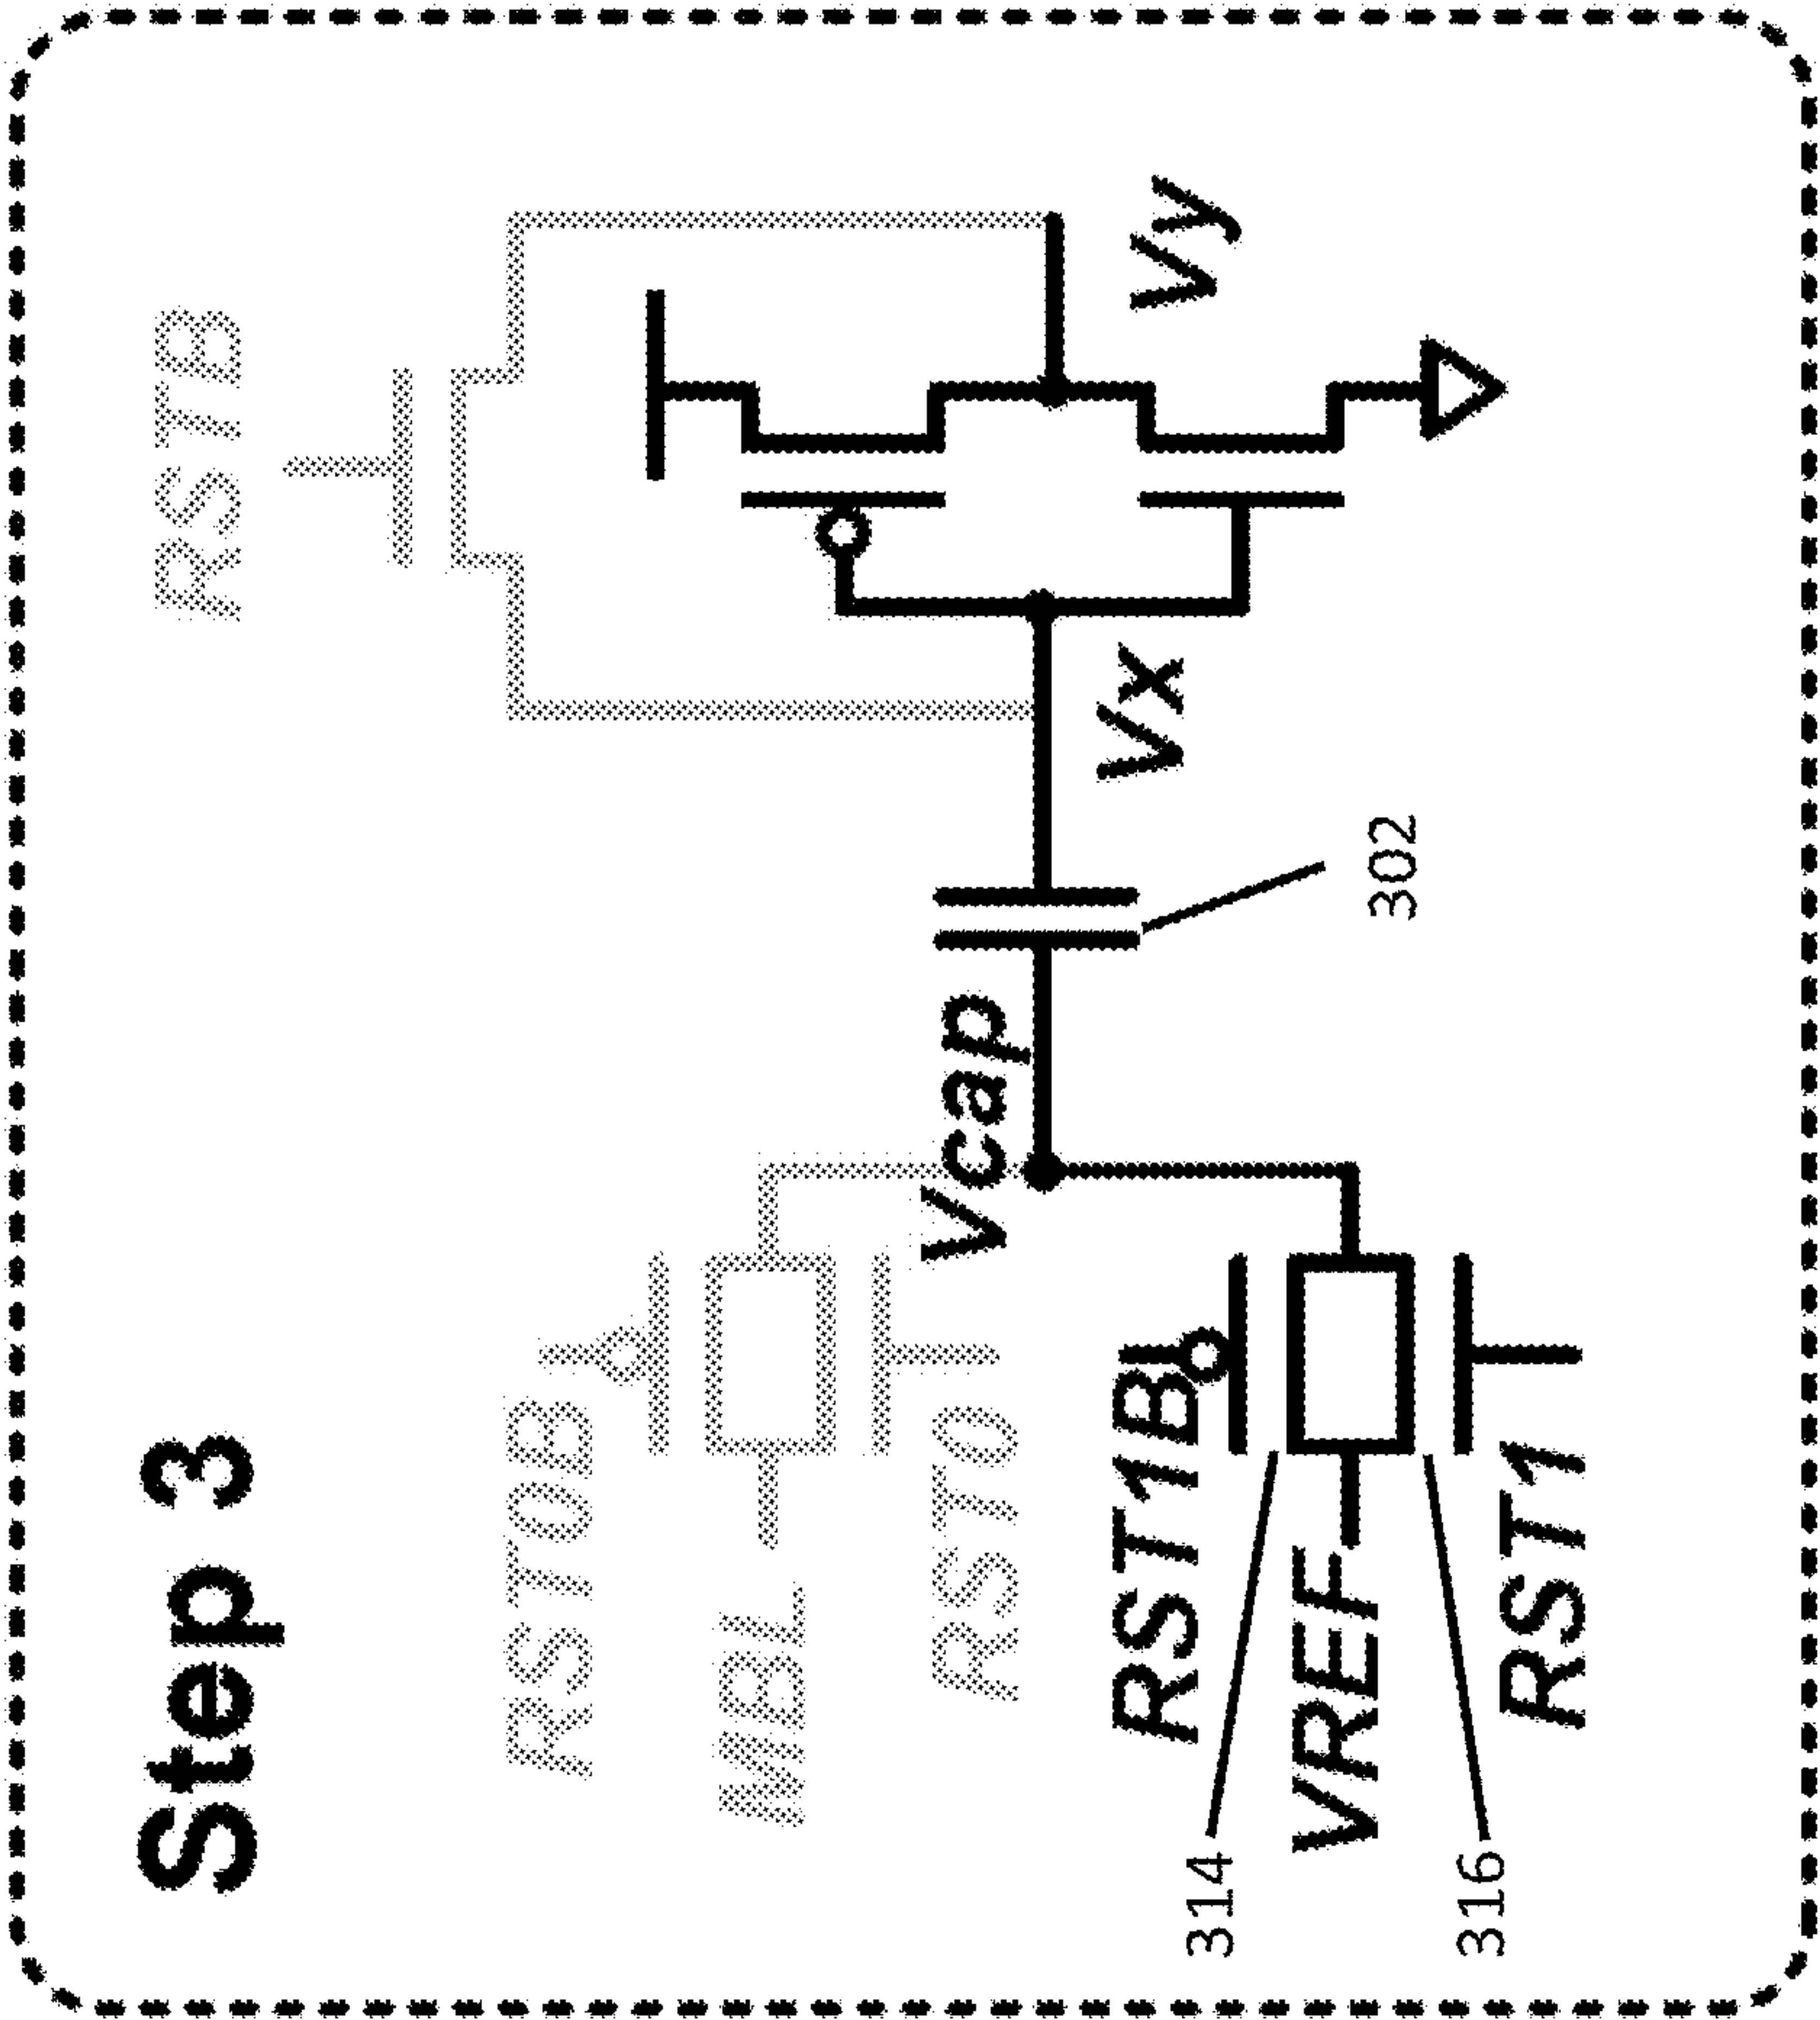 Step 3
RSTB
RST0B
MBL
RST0
Vcap
Vx
Vy
302
RST1B
314
VREF
316
RST1